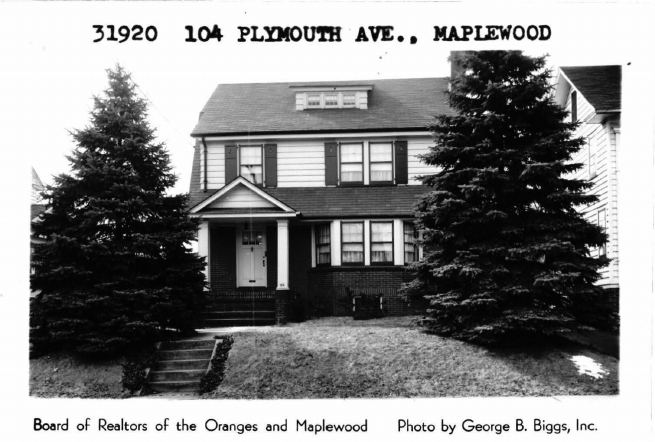 31920 104 PLYMOUTH AVE., MAPLEWOOD
Board of Realtors of the Oranges and Maplewood Photo by George B. Biggs, Inc.